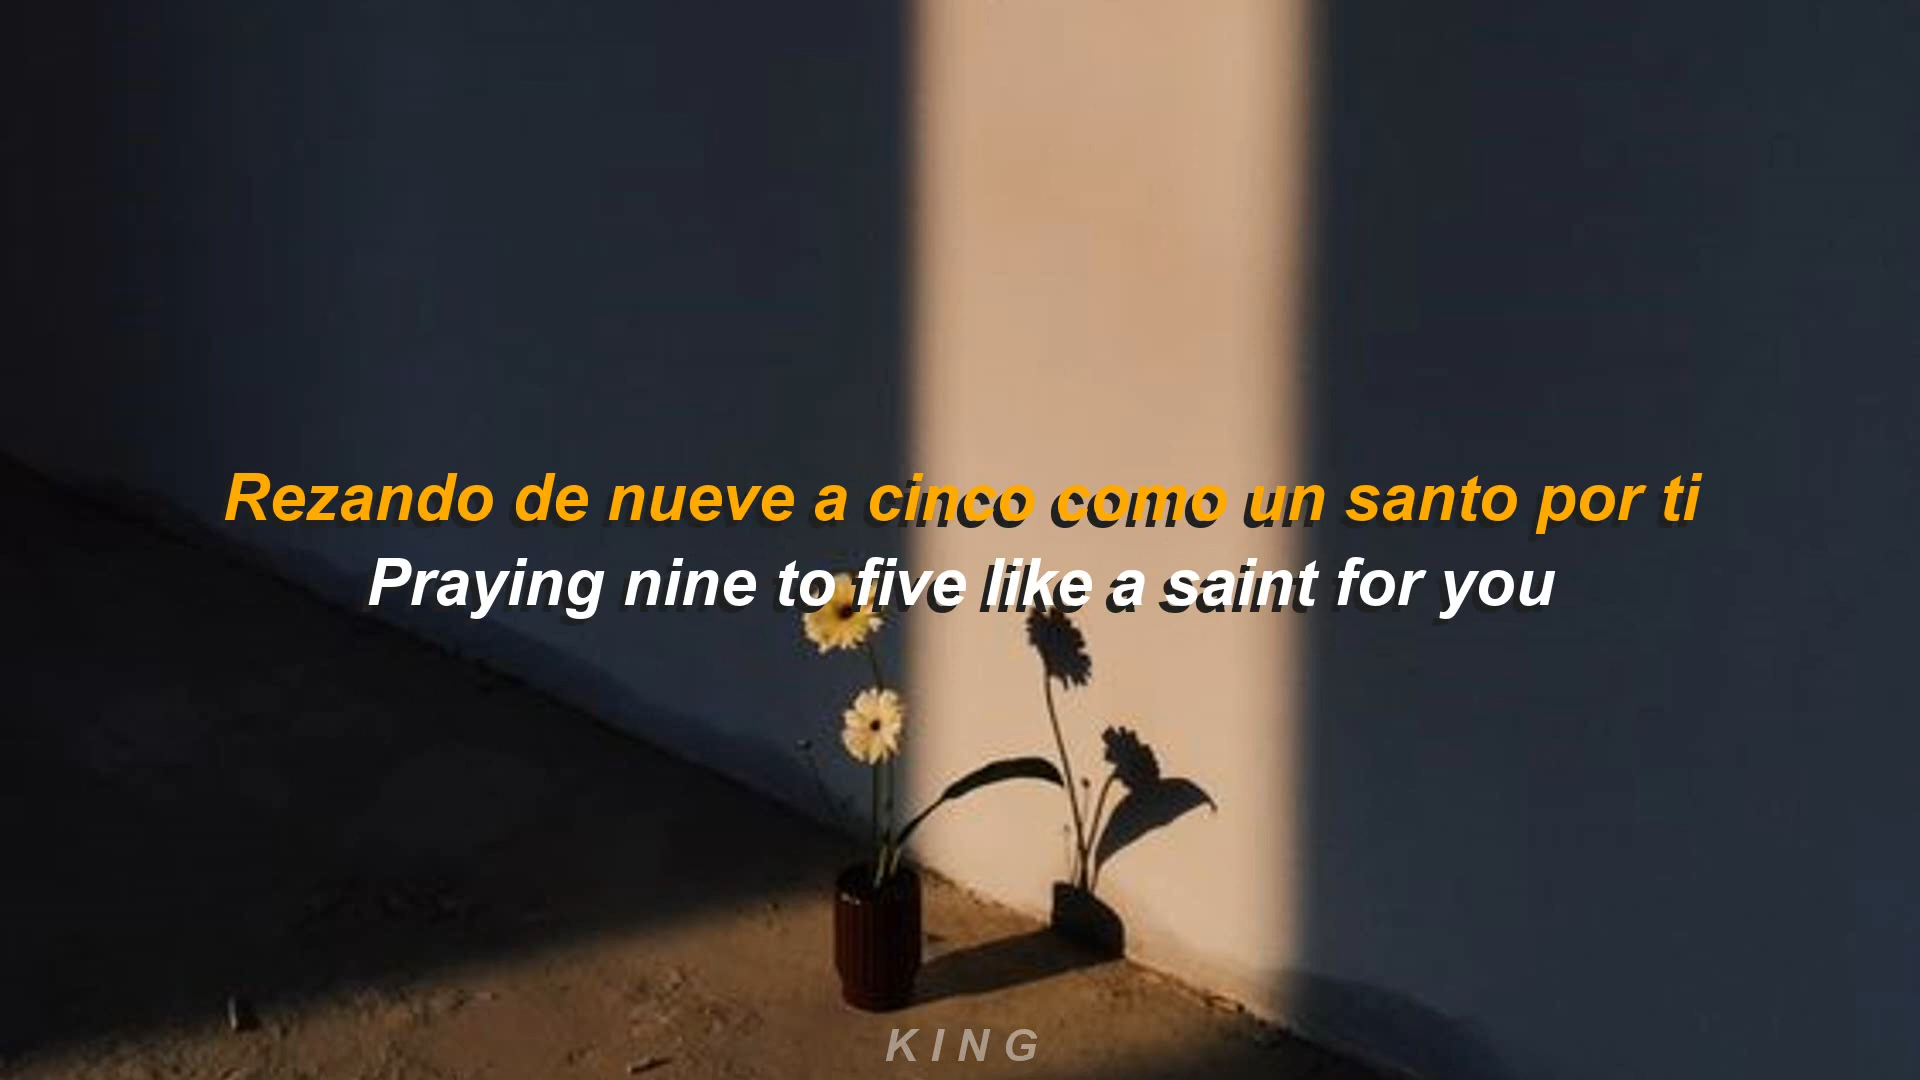 Rezando de nueve a cinco como un santo por ti
Praying nine to five like a saint for you
KING